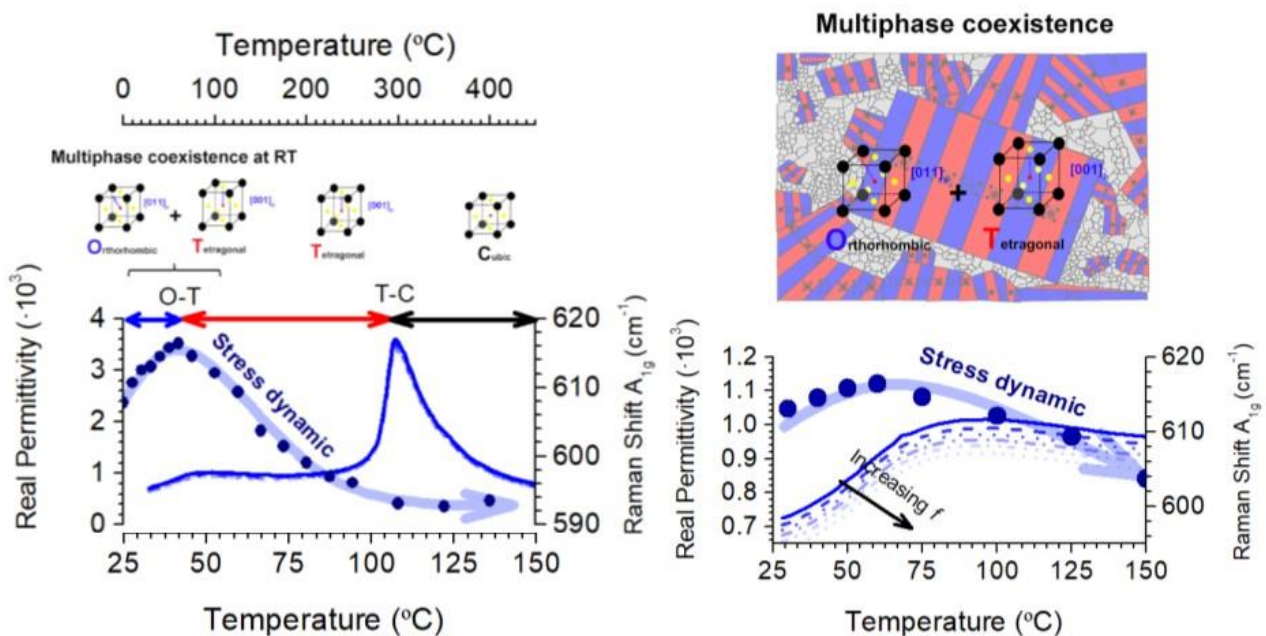 Temperature (°C)
0 100 200 300 400
Multiphase coexistence at RT
[011]c
[001]c
[001]c
+
Orthorhombic
Tetragonal
Tetragonal
Cubic
O-T
T-C
Real Permittivity (·10³)
4
3
2
1
0
Stress dynamic
620
615
610
605
600
595
590
Raman Shift A1g (cm⁻¹)
25 50 75 100 125 150
Temperature (°C)
Multiphase coexistence
[011]
[001]
+
Orthorhombic
Tetragonal
Real Permittivity (·10³)
1.2
1.1
1.0
0.9
0.8
0.7
Stress dynamic
Increasing f
620
610
600
Raman Shift A1g (cm⁻¹)
25 50 75 100 125 150
Temperature (°C)